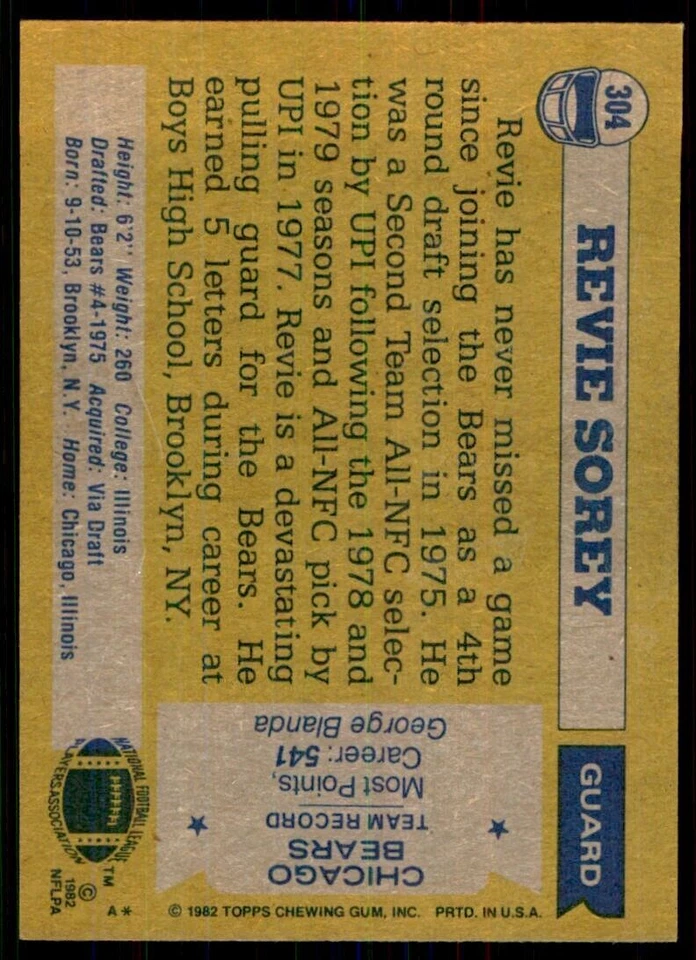 304
REVIE SOREY
GUARD
Revie has never missed a game
since joining the Bears as a 4th
round draft selection in 1975. He
was a Second Team All-NFC selec-
tion by UPI following the 1978 and
1979 seasons and All-NFC pick by
UPI in 1977. Revie is a devastating
pulling guard for the Bears. He
earned 5 letters during career at
Boys High School, Brooklyn, NY.
CHICAGO
BEARS
TEAM RECORD
Most Points,
Career: 541
George Blanda
Height: 6'2" Weight: 260 College: Illinois
Drafted: Bears #4-1975 Acquired: Via Draft
Born: 9-10-53, Brooklyn, N.Y. Home: Chicago, Illinois
NATIONAL FOOTBALL LEAGUE
PLAYERS ASSOCIATION
TM
©
1982
NFLPA
A*
© 1982 TOPPS CHEWING GUM, INC. PRTD. IN U.S.A.